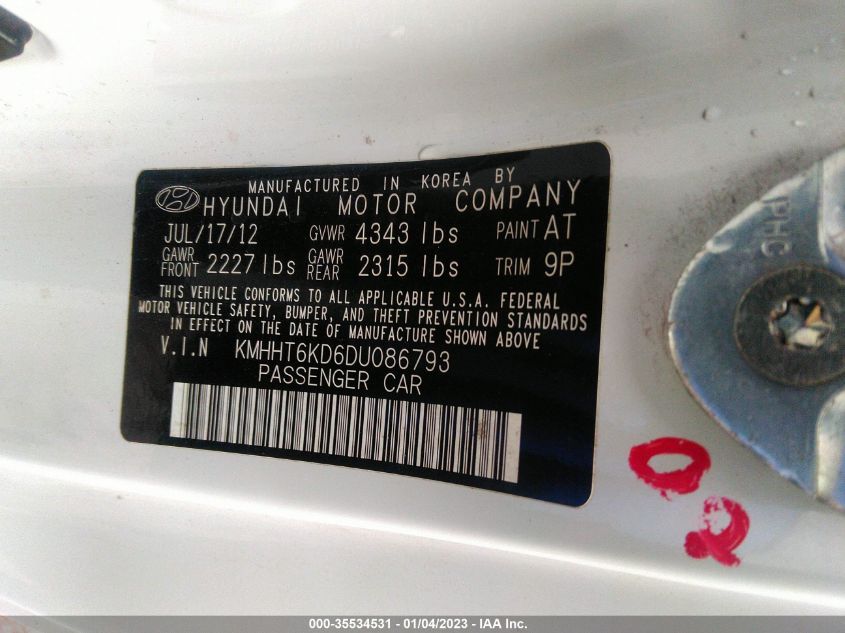 MANUFACTURED IN KOREA BY
HYUNDAI MOTOR COMPANY
JUL/17/12 GVWR 4343 lbs PAINT AT
GAWR FRONT 2227 lbs GAWR REAR 2315 lbs TRIM 9P
THIS VEHICLE CONFORMS TO ALL APPLICABLE U.S.A. FEDERAL
MOTOR VEHICLE SAFETY, BUMPER, AND THEFT PREVENTION STANDARDS
IN EFFECT ON THE DATE OF MANUFACTURE SHOWN ABOVE
V.I.N KMHHT6KD6DU086793
PASSENGER CAR
PHC
02
000-35534531 - 01/04/2023 - IAA Inc.